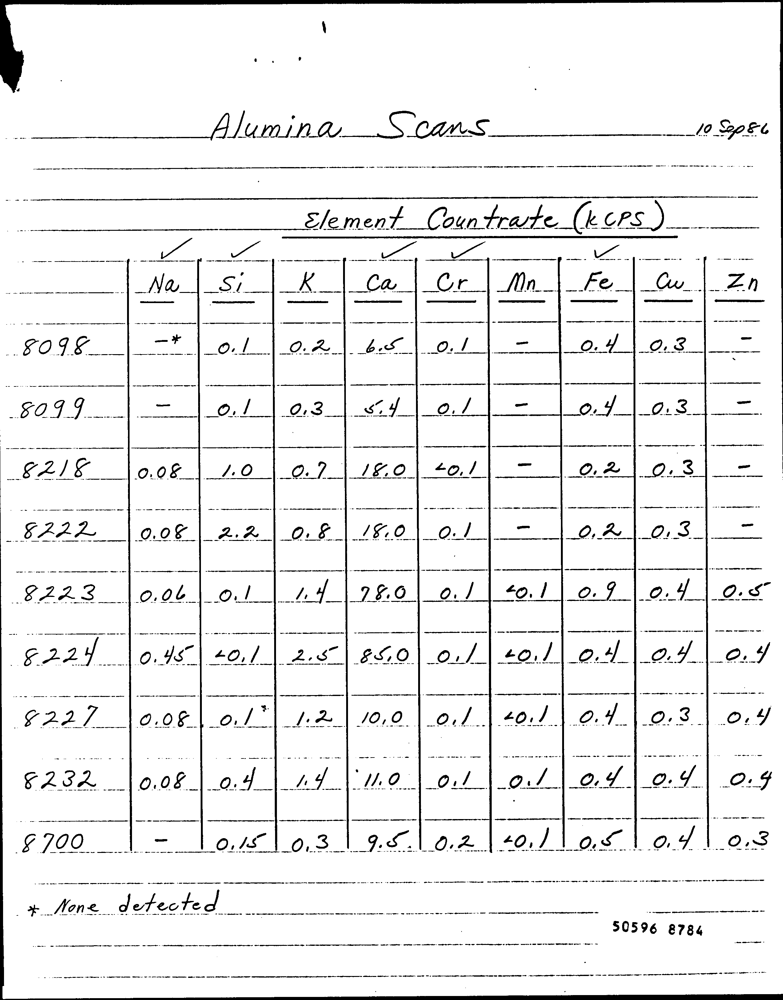 Alumina Scans 10 Sep 86
Element Countrate (kCPS)
✓ ✓ ✓ ✓ ✓
Na Si K Ca Cr Mn Fe Cu Zn
8098 -* 0.1 0.2 6.5 0.1 - 0.4 0.3 -
8099 - 0.1 0.3 5.4 0.1 - 0.4 0.3 -
8218 0.08 1.0 0.7 18.0 <0.1 - 0.2 0.3 -
8222 0.08 2.2 0.8 18.0 0.1 - 0.2 0.3 -
8223 0.06 0.1 1.4 78.0 0.1 <0.1 0.9 0.4 0.5
8224 0.45 <0.1 2.5 85.0 0.1 <0.1 0.4 0.4 0.4
8227 0.08 0.1 1.2 10.0 0.1 <0.1 0.4 0.3 0.4
8232 0.08 0.4 1.4 11.0 0.1 0.1 0.4 0.4 0.4
8700 - 0.15 0.3 9.5 0.2 <0.1 0.5 0.4 0.3
* None detected
50596 8784